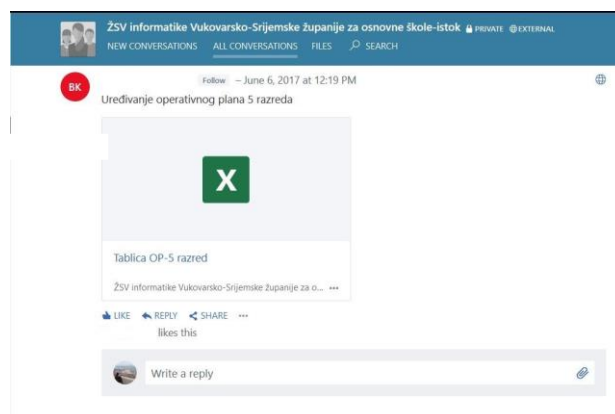 ŽSV informatike Vukovarsko-Srijemske županije za osnovne škole-istok PRIVATE EXTERNAL
NEW CONVERSATIONS ALL CONVERSATIONS FILES SEARCH
BK
Follow – June 6, 2017 at 12:19 PM
Uređivanje operativnog plana 5 razreda
X
Tablica OP-5 razred
ŽSV informatike Vukovarsko-Srijemske županije za o... •••
LIKE REPLY SHARE •••
likes this
Write a reply